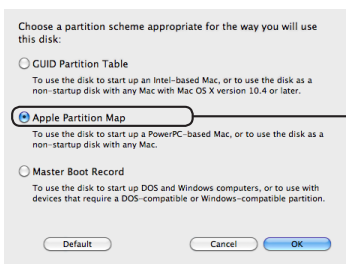 Choose a partition scheme appropriate for the way you will use
this disk:
GUID Partition Table
To use the disk to start up an Intel-based Mac, or to use the disk as a
non-startup disk with any Mac with Mac OS X version 10.4 or later.
Apple Partition Map
To use the disk to start up a PowerPC-based Mac, or to use the disk as a
non-startup disk with any Mac.
Master Boot Record
To use the disk to start up DOS and Windows computers, or to use with
devices that require a DOS-compatible or Windows-compatible partition.
Default Cancel OK